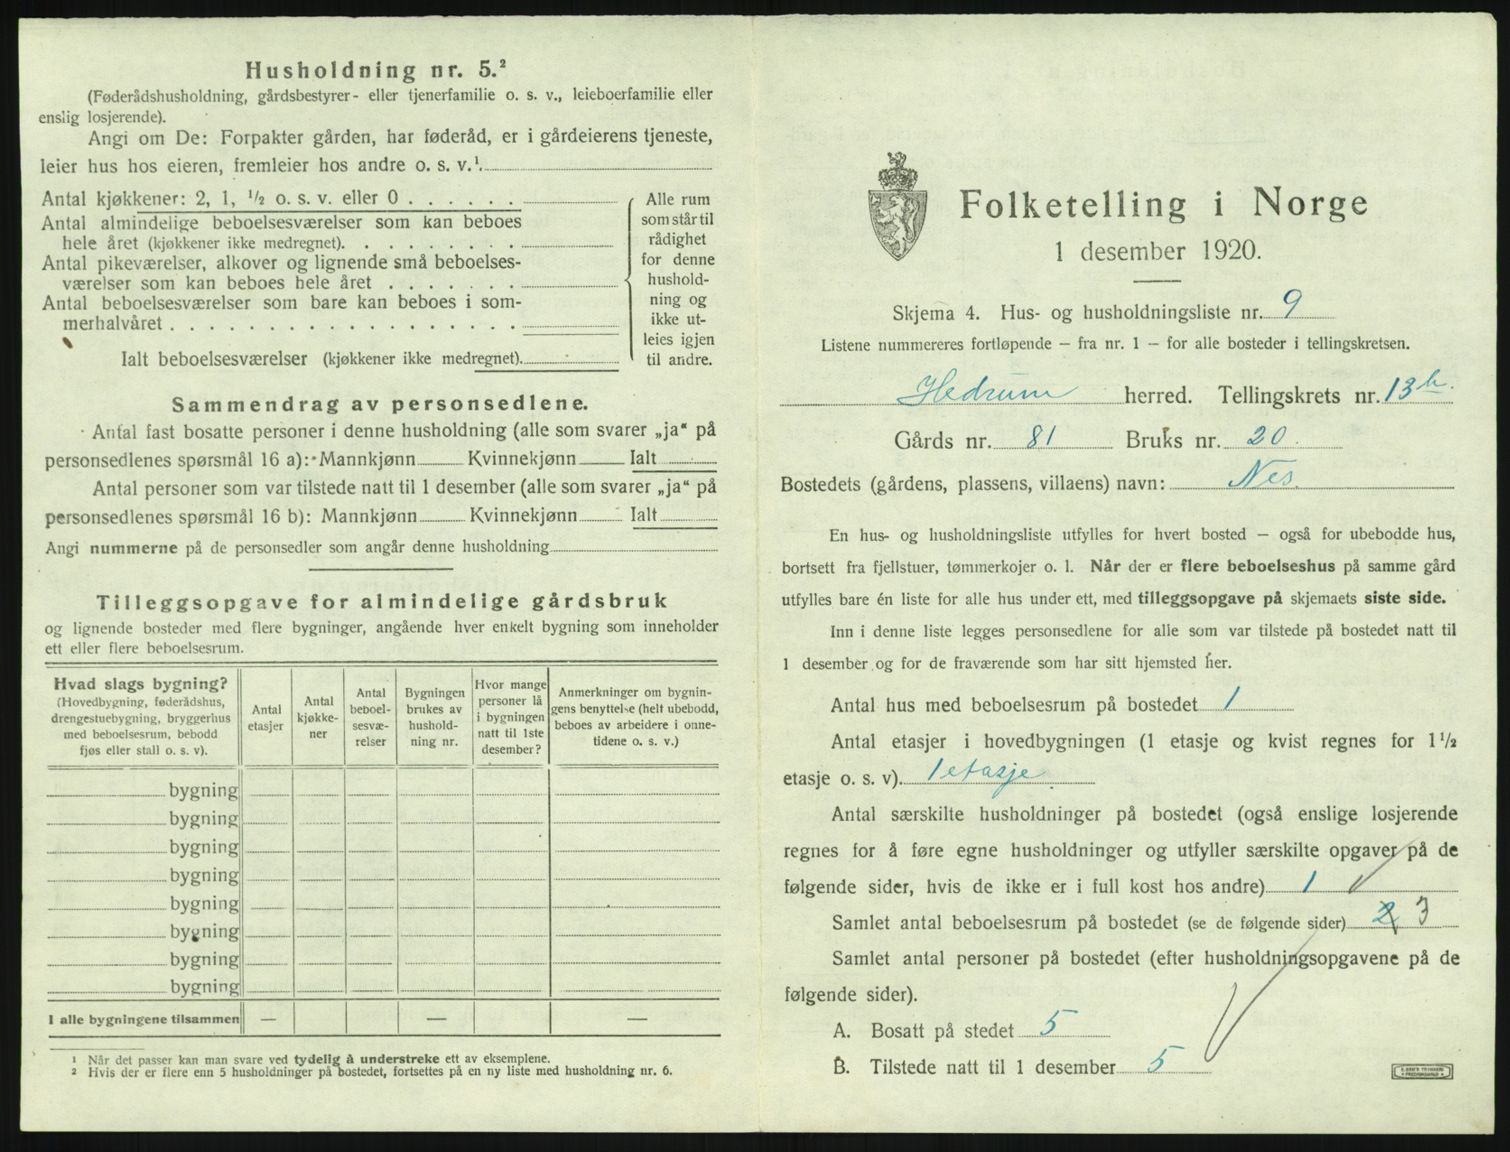 Husholdning nr. 5.²
(Føderådshusholdning, gårdsbestyrer- eller tjenerfamilie o. s. v., leieboerfamilie eller
enslig losjerende).
Angi om De: Forpakter gården, har føderåd, er i gårdeierens tjeneste,
leier hus hos eieren, fremleier hos andre o. s. v.¹.
Antal kjøkkener: 2, 1, ½ o. s. v. eller 0 . . . . . .
Antal almindelige beboelsesværelser som kan beboes
hele året (kjøkkener ikke medregnet). . . . . . . . .
Antal pikeværelser, alkover og lignende små beboelses-
værelser som kan beboes hele året . . . . . . .
Antal beboelsesværelser som bare kan beboes i som-
merhalvåret . . . . . . . . . . . . . . . . .
Ialt beboelsesværelser (kjøkkener ikke medregnet).
Alle rum
som står til
rådighet
for denne
hushold-
ning og
ikke ut-
leies igjen
til andre.
Sammendrag av personsedlene.
Antal fast bosatte personer i denne husholdning (alle som svarer „ja“ på
personsedlenes spørsmål 16 a): Mannkjønn Kvinnekjønn Ialt
Antal personer som var tilstede natt til 1 desember (alle som svarer „ja“ på
personsedlenes spørsmål 16 b): Mannkjønn Kvinnekjønn Ialt
Angi nummerne på de personsedler som angår denne husholdning
Tilleggsopgave for almindelige gårdsbruk
og lignende bosteder med flere bygninger, angående hver enkelt bygning som inneholder
ett eller flere beboelsesrum.
Hvad slags bygning?
(Hovedbygning, føderådshus,
drengestuebygning, bryggerhus
med beboelsesrum, bebodd
fjøs eller stall o. s. v).
Antal
etasjer
Antal
kjøkke-
ner
Antal
beboel-
sesvæ-
relser
Bygningen
brukes av
hushold-
ning nr.
Hvor mange
personer lå
i bygningen
natt til 1ste
desember?
Anmerkninger om bygnin-
gens benyttelse (helt ubebodd,
beboes av arbeidere i onne-
tidene o. s. v.)
bygning
bygning
bygning
bygning
bygning
bygning
bygning
bygning
I alle bygningene tilsammen — — —
¹ Når det passer kan man svare ved tydelig å understreke ett av eksemplene.
² Hvis der er flere enn 5 husholdninger på bostedet, fortsettes på en ny liste med husholdning nr. 6.
Folketelling i Norge
1 desember 1920.
Skjema 4. Hus- og husholdningsliste nr. 9
Listene nummereres fortløpende — fra nr. 1 — for alle bosteder i tellingskretsen.
Hedrum herred. Tellingskrets nr. 13 b.
Gårds nr. 81 Bruks nr. 20.
Bostedets (gårdens, plassens, villaens) navn: Nes.
En hus- og husholdningsliste utfylles for hvert bosted — også for ubebodde hus,
bortsett fra fjellstuer, tømmerkojer o. l. Når der er flere beboelseshus på samme gård
utfylles bare én liste for alle hus under ett, med tilleggsopgave på skjemaets siste side.
Inn i denne liste legges personsedlene for alle som var tilstede på bostedet natt til
1 desember og for de fraværende som har sitt hjemsted her.
Antal hus med beboelsesrum på bostedet 1
Antal etasjer i hovedbygningen (1 etasje og kvist regnes for 1½
etasje o. s. v). 1 etasje.
Antal særskilte husholdninger på bostedet (også enslige losjerende
regnes for å føre egne husholdninger og utfyller særskilte opgaver på de
følgende sider, hvis de ikke er i full kost hos andre) 1
Samlet antal beboelsesrum på bostedet (se de følgende sider) 2 3
Samlet antal personer på bostedet (efter husholdningsopgavene på de
følgende sider).
A. Bosatt på stedet 5
B. Tilstede natt til 1 desember 5